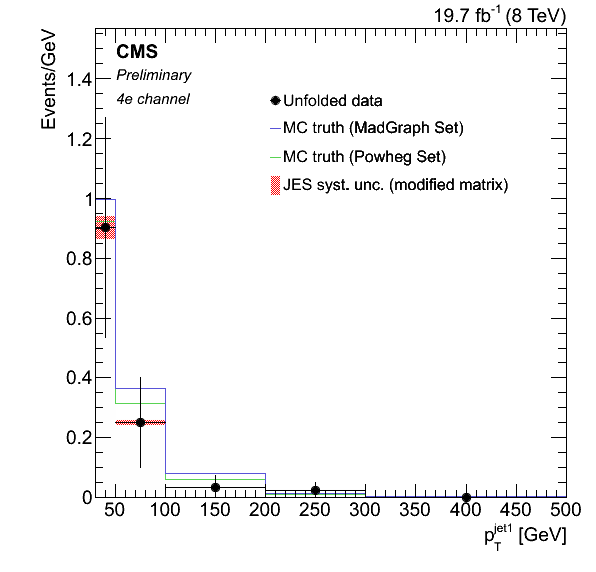 19.7 fb-1 (8 TeV)
Events/GeV
CMS
Preliminary
4e channel
Unfolded data
MC truth (MadGraph Set)
MC truth (Powheg Set)
JES syst. unc. (modified matrix)
1.4
1.2
1
0.8
0.6
0.4
0.2
0
50 100 150 200 250 300 350 400 450 500
pTjet1 [GeV]